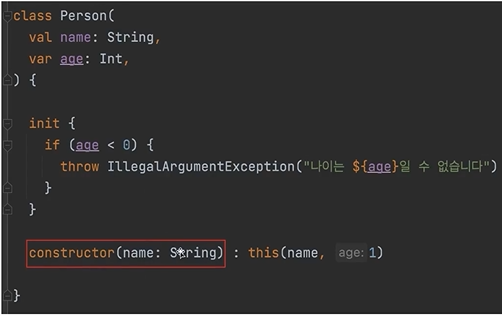 class Person(
val name: String,
var age: Int,
) {
init {
if (age < 0) {
throw IllegalArgumentException("나이는 ${age}일 수 없습니다")
}
}
constructor(name: String) : this(name, age: 1)
}